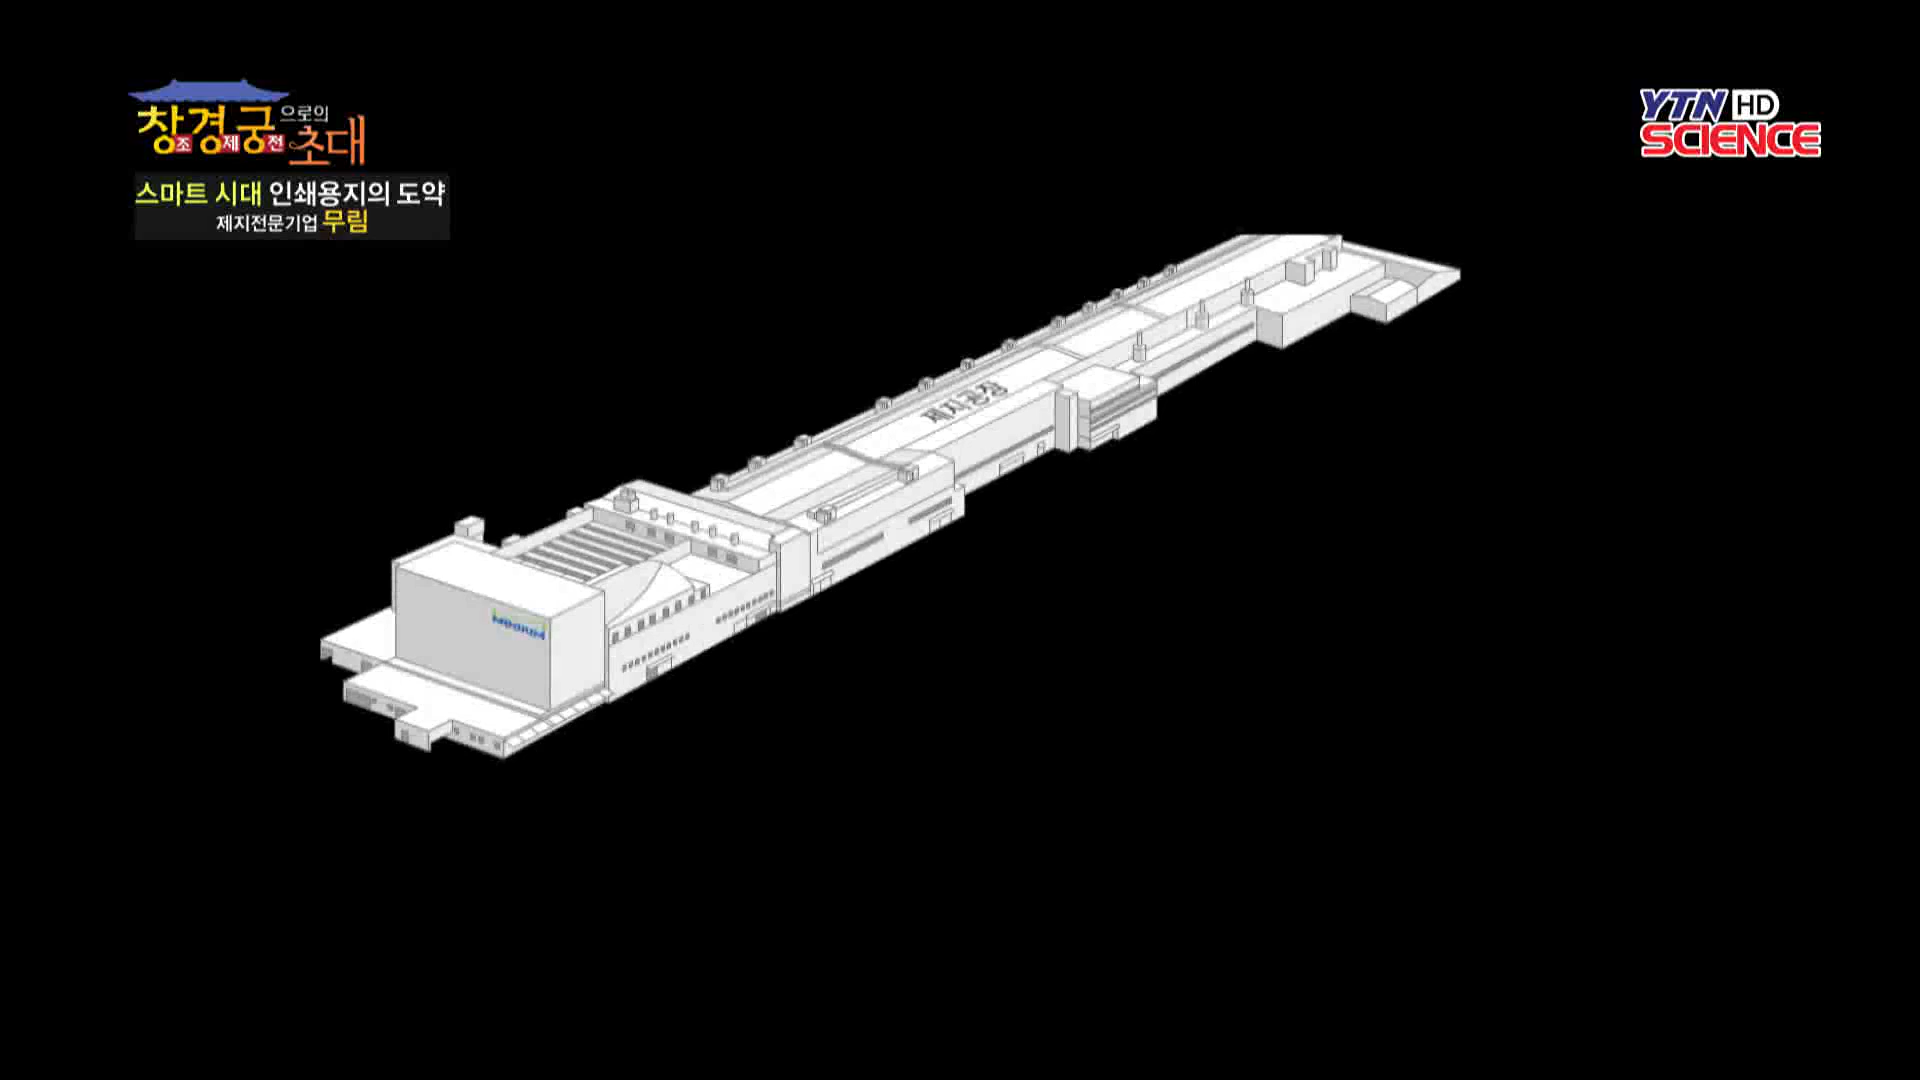 창경궁으로의
조 제 전 초대
스마트 시대 인쇄용지의 도약
제지전문기업 무림
YTN HD
SCIENCE
제지공장
MOORIM